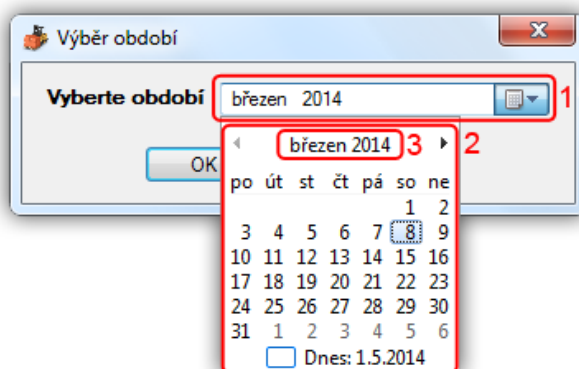 Výběr období
Vyberte období březen 2014 1
OK
březen 2014 3 2
po út st čt pá so ne
1 2
3 4 5 6 7 8 9
10 11 12 13 14 15 16
17 18 19 20 21 22 23
24 25 26 27 28 29 30
31 1 2 3 4 5 6
Dnes: 1.5.2014